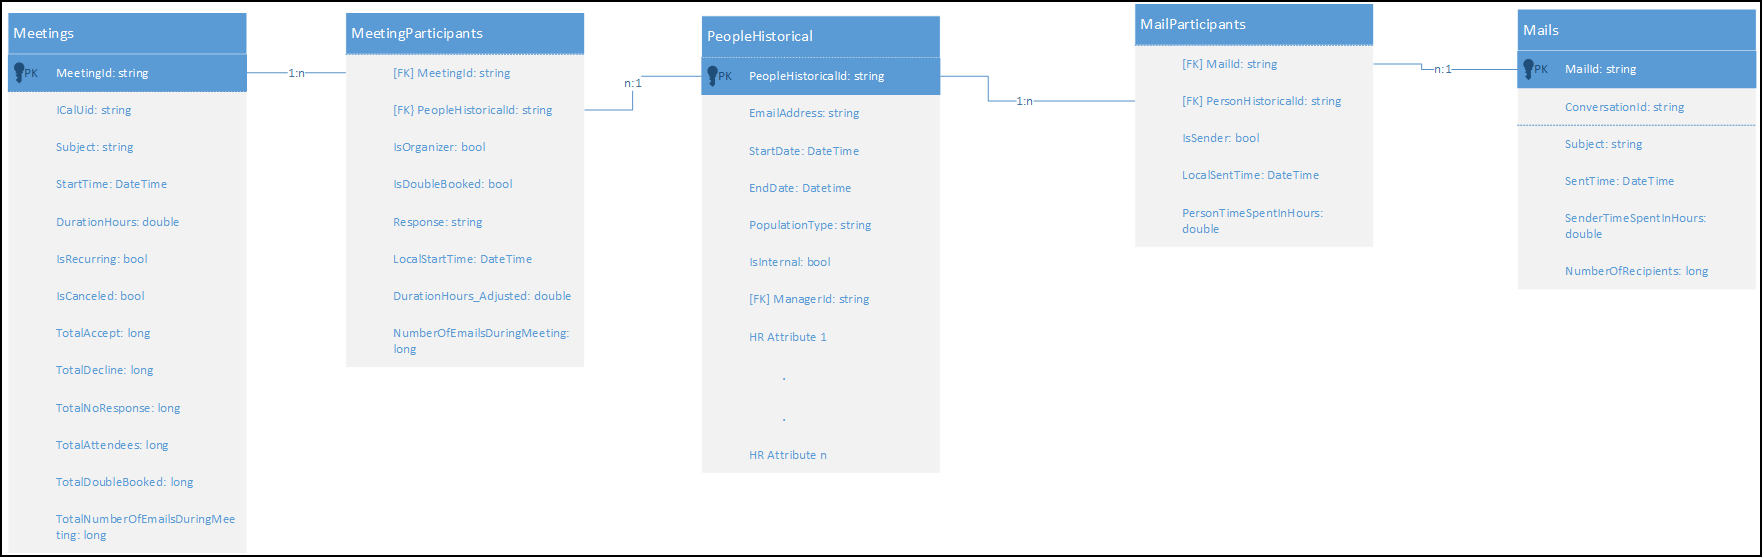 Meetings
PK MeetingId: string
ICalUid: string
Subject: string
StartTime: DateTime
DurationHours: double
IsRecurring: bool
IsCanceled: bool
TotalAccept: long
TotalDecline: long
TotalNoResponse: long
TotalAttendees: long
TotalDoubleBooked: long
TotalNumberOfEmailsDuringMee
ting: long
1:n
MeetingParticipants
[FK] MeetingId: string
[FK} PeopleHistoricalId: string
IsOrganizer: bool
IsDoubleBooked: bool
Response: string
LocalStartTime: DateTime
DurationHours_Adjusted: double
NumberOfEmailsDuringMeeting:
long
n:1
PeopleHistorical
PK PeopleHistoricalId: string
EmailAddress: string
StartDate: DateTime
EndDate: Datetime
PopulationType: string
IsInternal: bool
[FK] ManagerId: string
HR Attribute 1
.
.
HR Attribute n
1:n
MailParticipants
[FK] MailId: string
[FK] PersonHistoricalId: string
IsSender: bool
LocalSentTime: DateTime
PersonTimeSpentInHours:
double
n:1
Mails
PK MailId: string
ConversationId: string
Subject: string
SentTime: DateTime
SenderTimeSpentInHours:
double
NumberOfRecipients: long